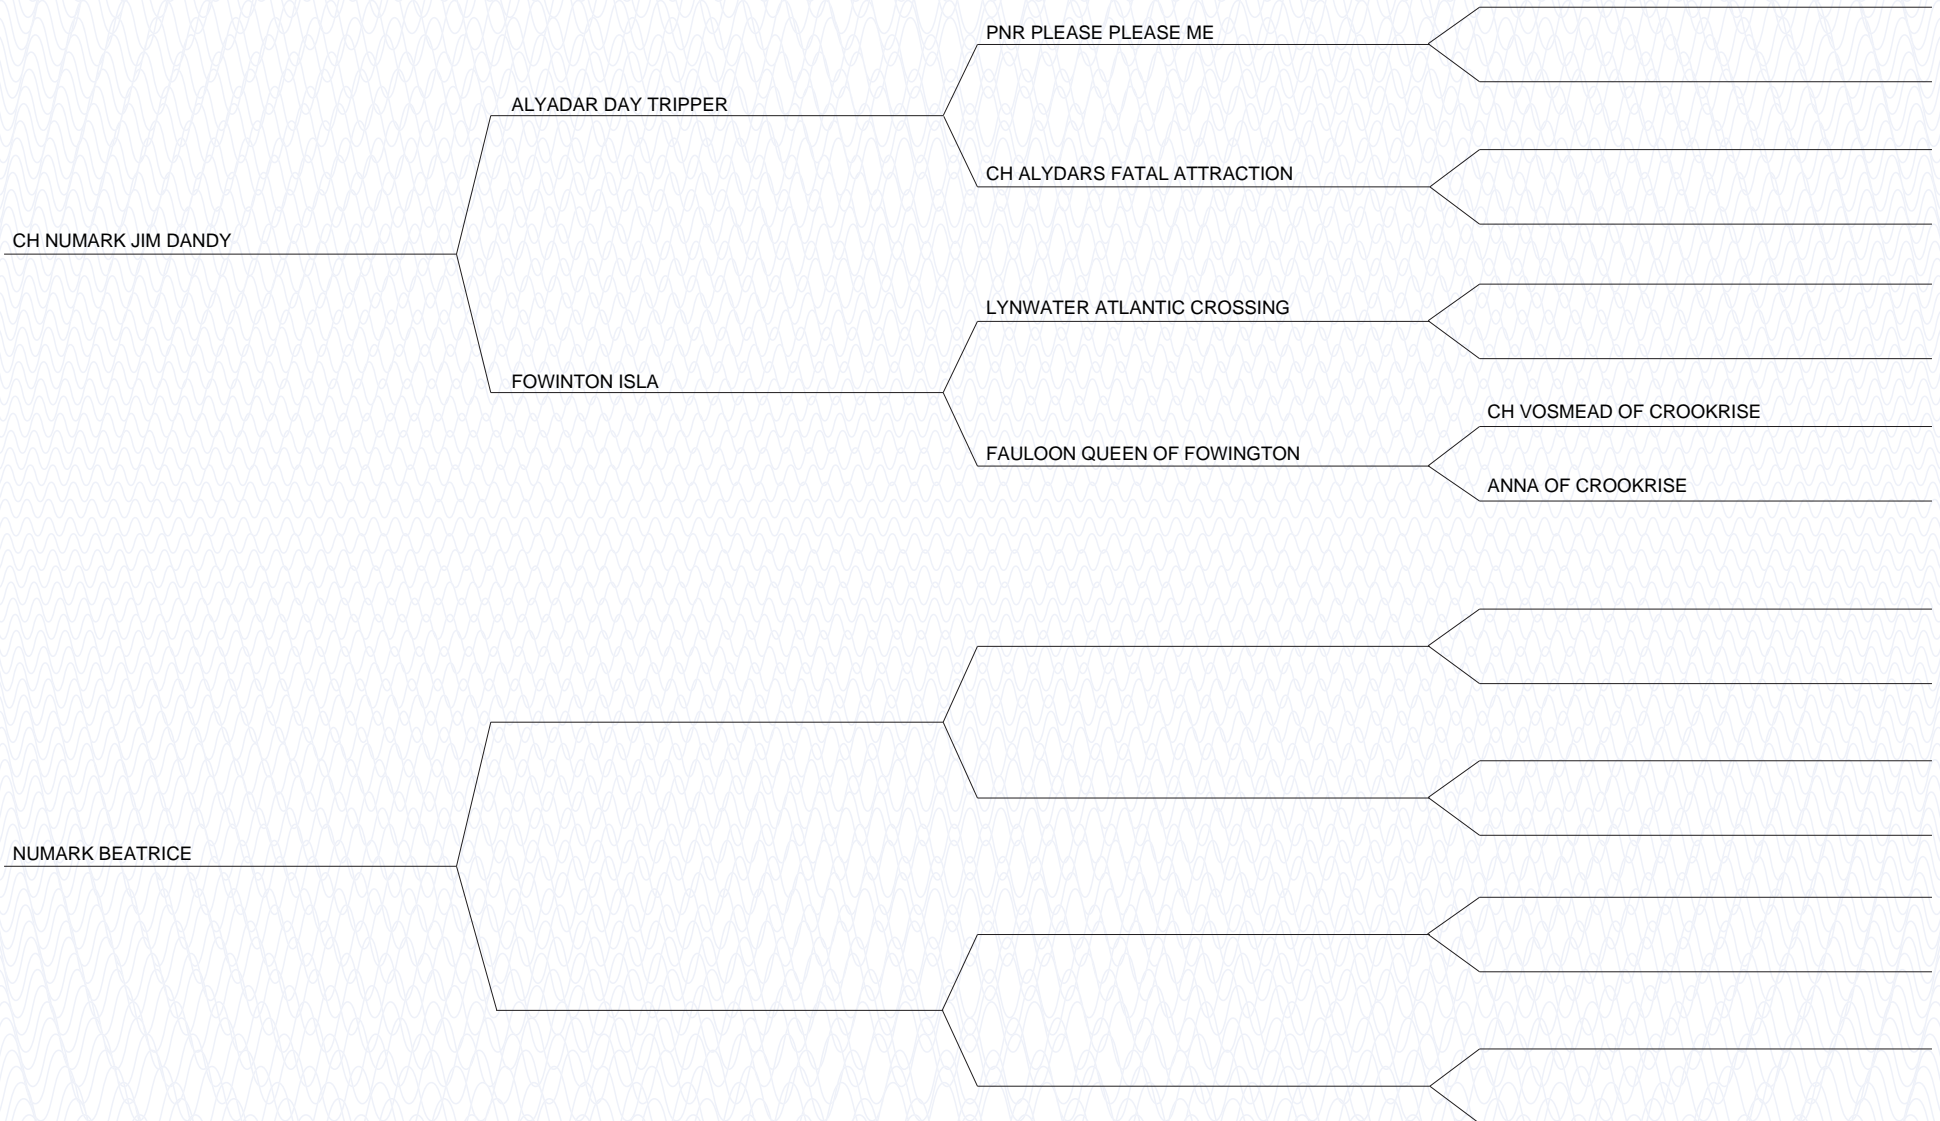 PNR PLEASE PLEASE ME
ALYADAR DAY TRIPPER
CH ALYDARS FATAL ATTRACTION
CH NUMARK JIM DANDY
LYNWATER ATLANTIC CROSSING
FOWINTON ISLA
CH VOSMEAD OF CROOKRISE
FAULOON QUEEN OF FOWINGTON
ANNA OF CROOKRISE
NUMARK BEATRICE